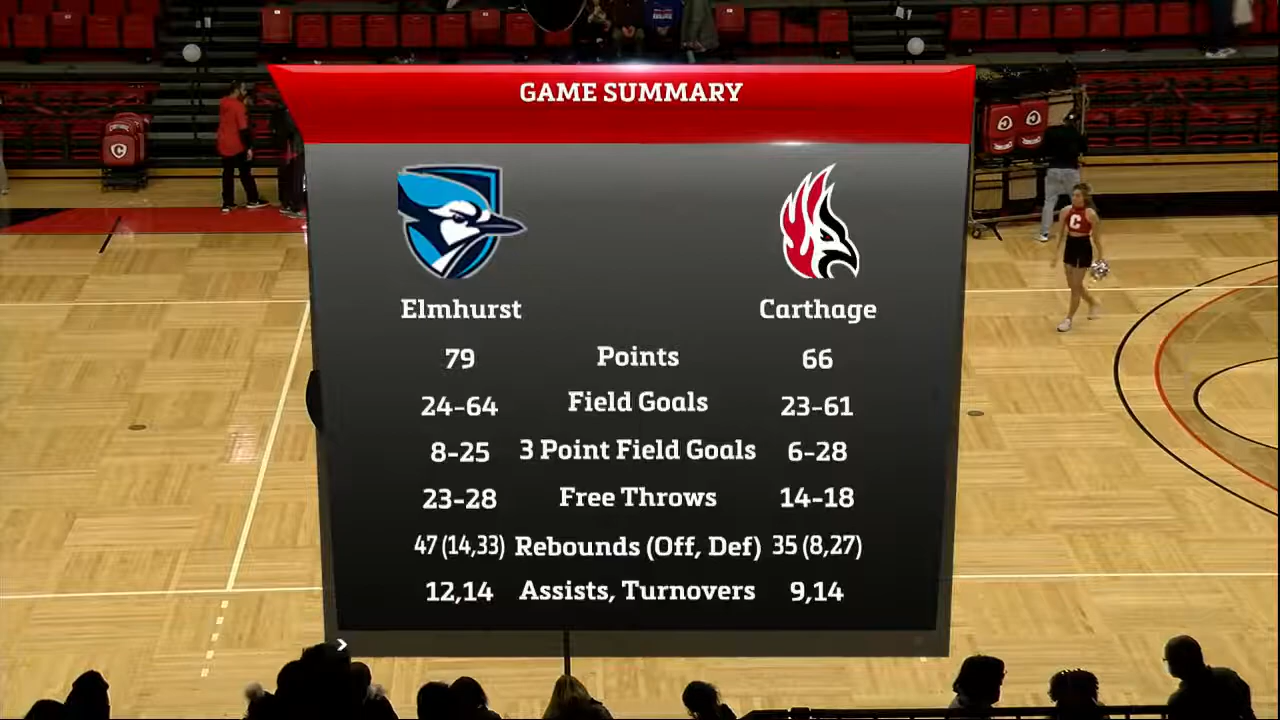 GAME SUMMARY
Elmhurst Carthage
79 Points 66
24-64 Field Goals 23-61
8-25 3 Point Field Goals 6-28
23-28 Free Throws 14-18
47 (14,33) Rebounds (Off, Def) 35 (8,27)
12,14 Assists, Turnovers 9,14
C